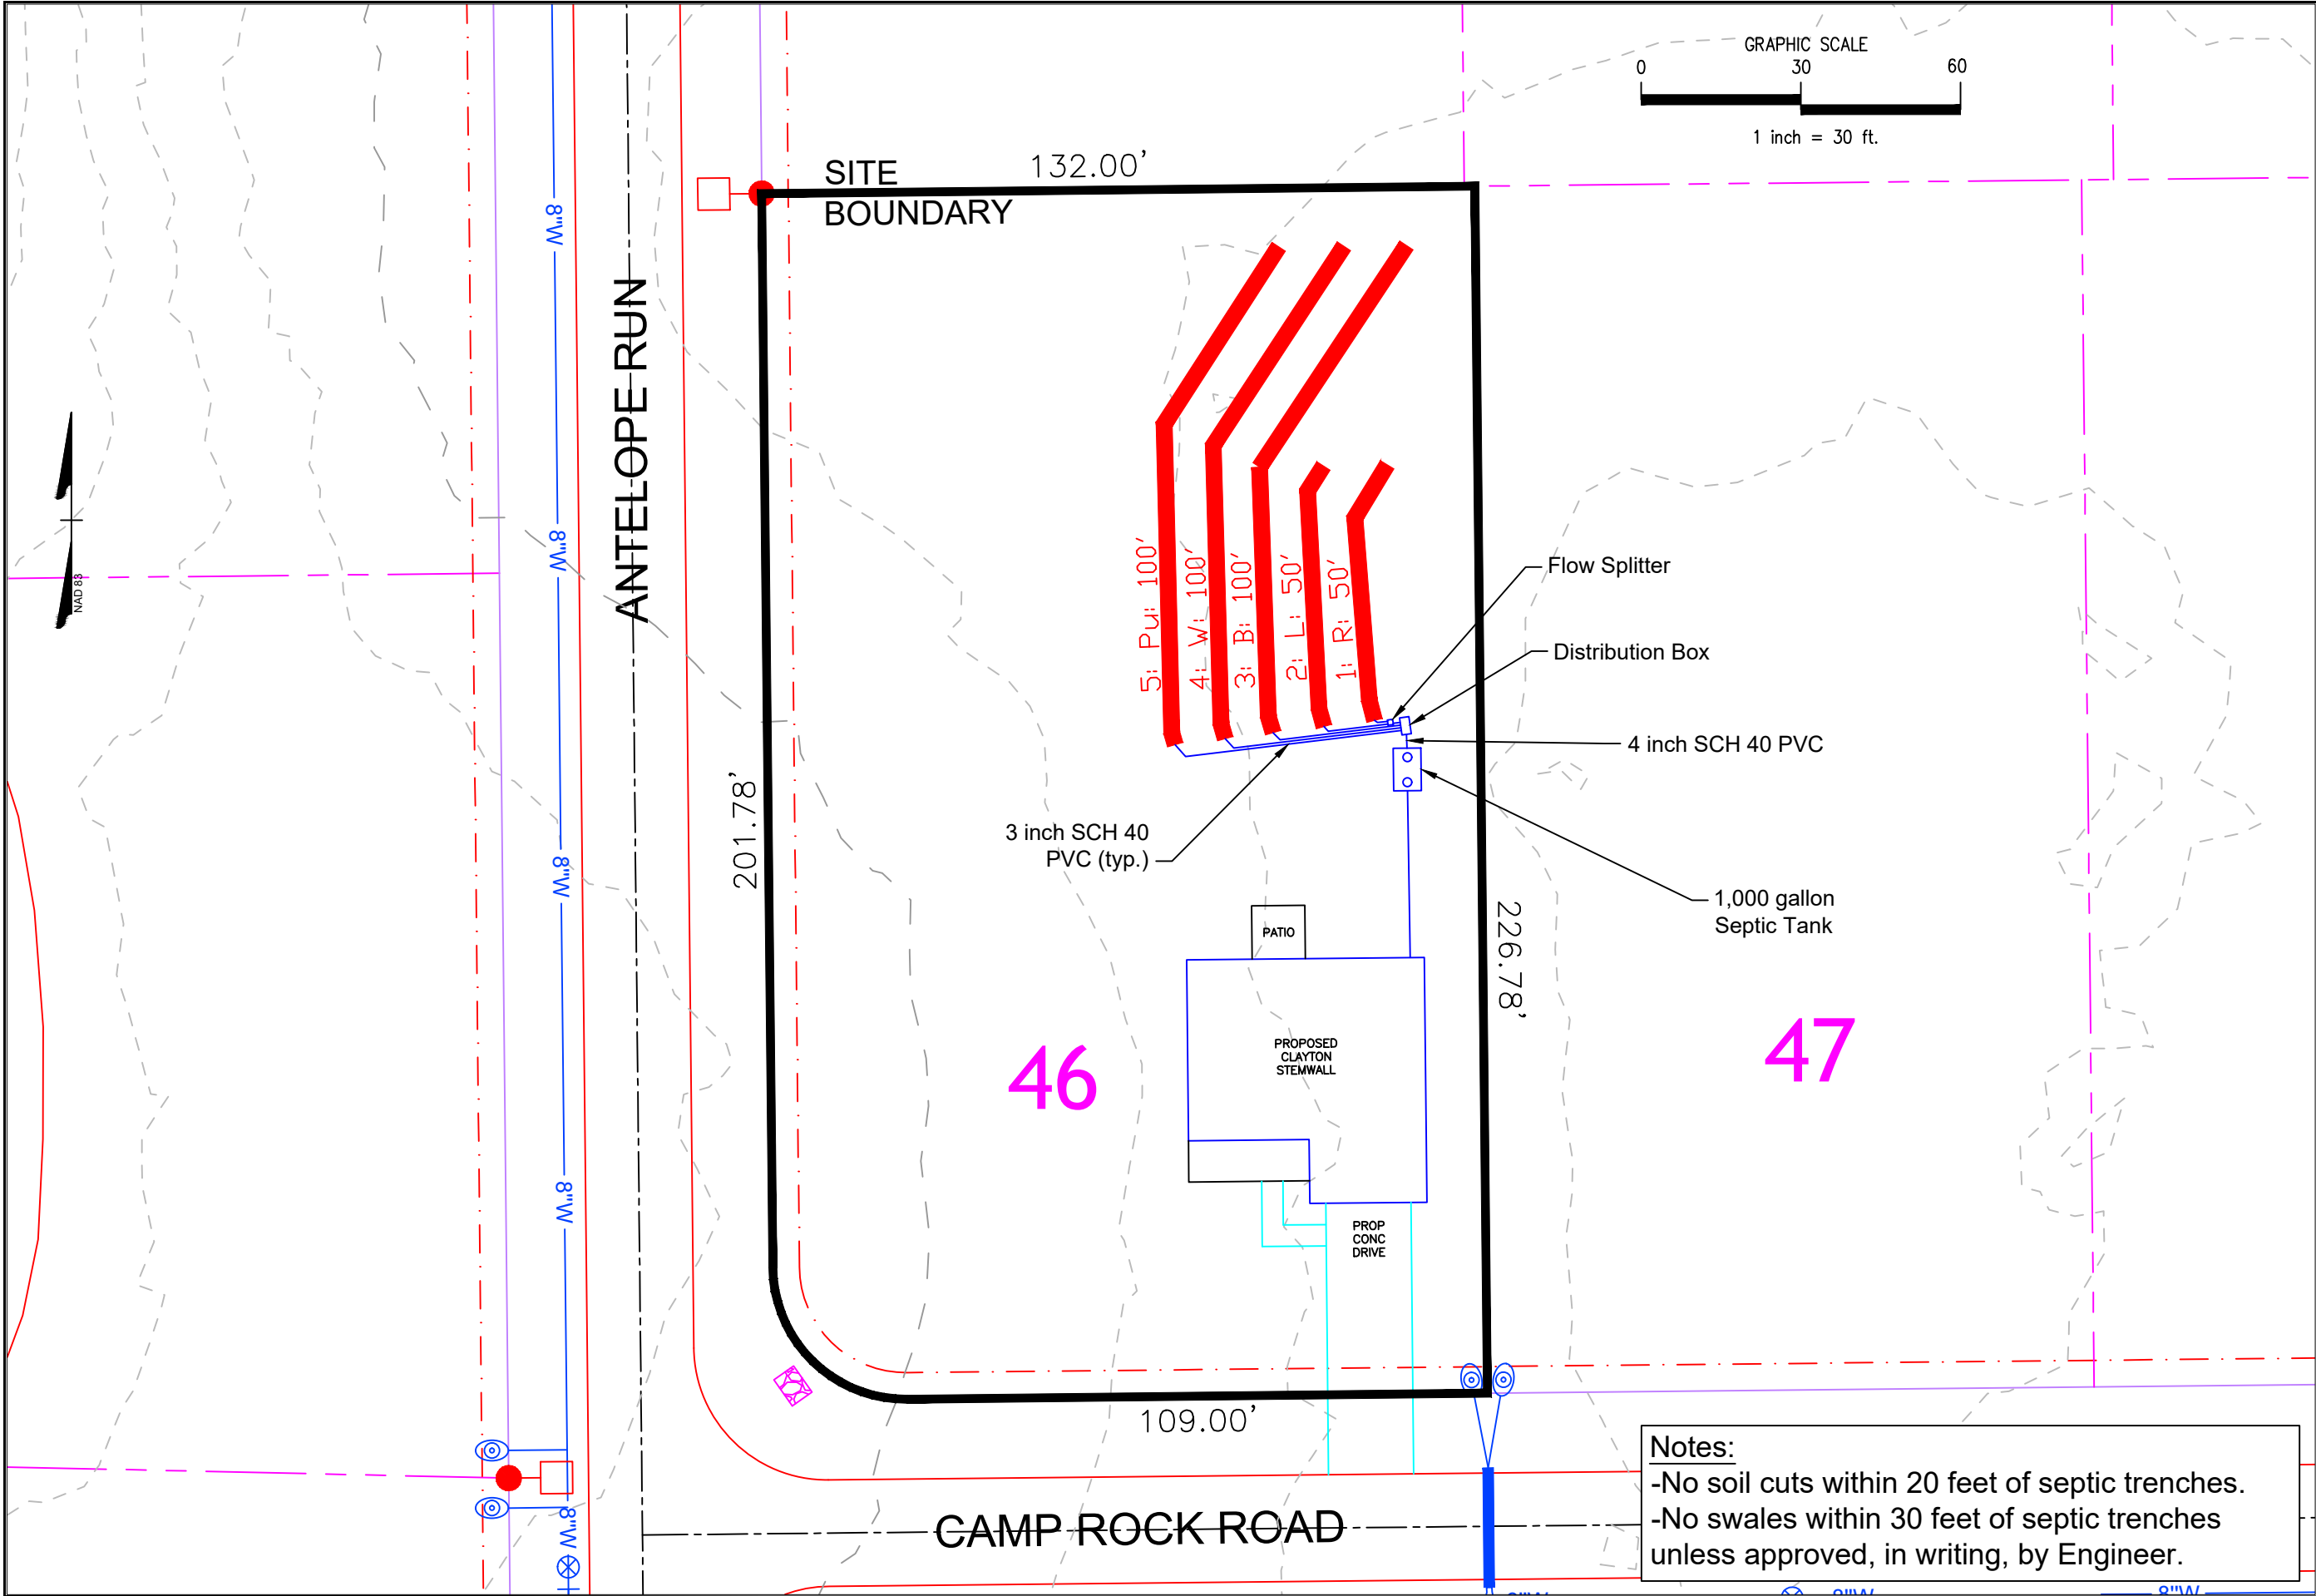 GRAPHIC SCALE
0 30 60
1 inch = 30 ft.
SITE
BOUNDARY
132.00'
8"W
8"W
8"W
8"W
8"W
ANTELOPE RUN
NAD 83
5: Pu: 100'
4: W: 100'
3: B: 100'
2: L: 50'
1: R: 50'
Flow Splitter
Distribution Box
4 inch SCH 40 PVC
3 inch SCH 40
PVC (typ.)
1,000 gallon
Septic Tank
201.78'
226.78'
PATIO
PROPOSED
CLAYTON
STEMWALL
46
47
PROP
CONC
DRIVE
109.00'
CAMP ROCK ROAD
Notes:
-No soil cuts within 20 feet of septic trenches.
-No swales within 30 feet of septic trenches
unless approved, in writing, by Engineer.
8"W
8"W
8"W